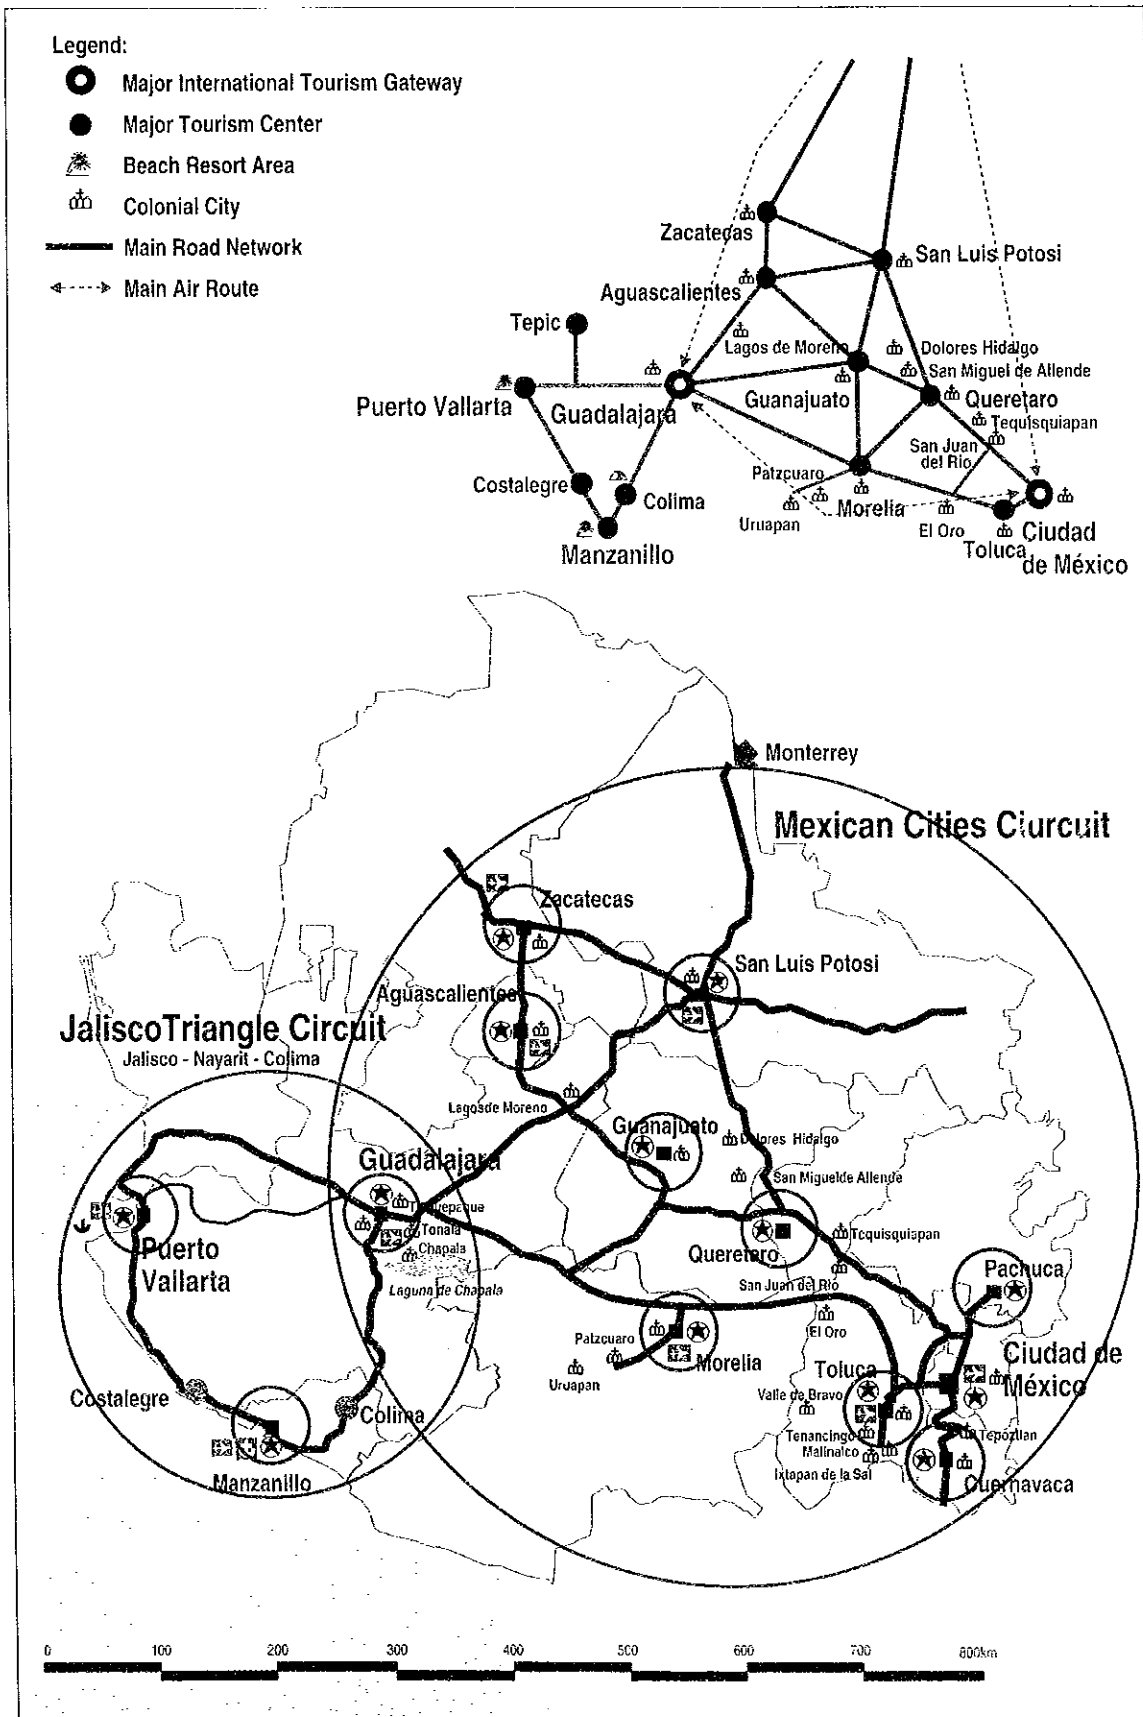 Legend:
Major International Tourism Gateway
Major Tourism Center
Beach Resort Area
Colonial City
Main Road Network
Main Air Route
Zacatecas
San Luis Potosi
Aguascalientes
Tepic
Lagos de Moreno
Dolores Hidalgo
San Miguel de Allende
Puerto Vallarta
Guadalajara
Guanajuato
Queretaro
Tequisquiapan
San Juan
del Rio
Patzcuaro
Costalegre
Colima
Uruapan
Morelia
El Oro
Manzanillo
Toluca
Ciudad
de México
Monterrey
Mexican Cities Ciurcuit
Zacatecas
San Luis Potosi
Aguascalientes
JaliscoTriangle Circuit
Jalisco - Nayarit - Colima
Lagosde Moreno
Guanajuato
Dolores Hidalgo
Guadalajara
San Miguelde Allende
Tonala
Chapala
Laguna de Chapala
Puerto
Vallarta
Queretaro
Tequisquiapan
San Juan del Rio
Pachuca
El Oro
Patzcuaro
Morelia
Uruapan
Toluca
Ciudad de
México
Valle de Bravo
Costalegre
Colima
Tenancingo
Malinalco
Tepoztlan
Ixtapan de la Sal
Manzanillo
Cuernavaca
0 100 200 300 400 500 600 700 800km